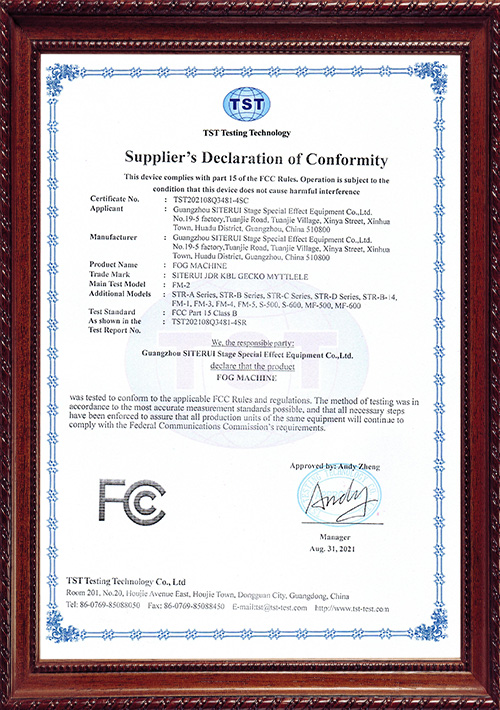 TST
TST Testing Technology
Supplier's Declaration of Conformity
This device complies with part 15 of the FCC Rules. Operation is subject to the
condition that this device does not cause harmful interference
Certificate No. : TST202108Q3481-4SC
Applicant : Guangzhou SITERUI Stage Special Effect Equipment Co.,Ltd.
No.19-5 factory,Tuanjie Road, Tuanjie Village, Xinya Street, Xinhua
Town, Huadu District, Guangzhou, China 510800
Manufacturer : Guangzhou SITERUI Stage Special Effect Equipment Co.,Ltd.
No.19-5 factory,Tuanjie Road, Tuanjie Village, Xinya Street, Xinhua
Town, Huadu District, Guangzhou, China 510800
Product Name : FOG MACHINE
Trade Mark : SITERUI JDR KBL GECKO MYTTLELE
Main Test Model : FM-2
Additional Models : STR-A Series, STR-B Series, STR-C Series, STR-D Series, STR-B-14,
FM-1, FM-3, FM-4, FM-5, S-500, S-600, MF-500, MF-600
Test Standard : FCC Part 15 Class B
As shown in the : TST202108Q3481-4SR
Test Report No.
We, the responsible party:
Guangzhou SITERUI Stage Special Effect Equipment Co.,Ltd.
declare that the product
FOG MACHINE
TST
was tested to conform to the applicable FCC Rules and regulations. The method of testing was in
accordance to the most accurate measurement standards possible, and that all necessary steps
have been enforced to assure that all production units of the same equipment will continue to
comply with the Federal Communications Commission's requirements.
Approved by: Andy Zheng
FCC
Andy
Manager
Aug. 31, 2021
TST Testing Technology Co., Ltd
Room 201, No.20, Houjie Avenue East, Houjie Town, Dongguan City, Guangdong, China
Tel: 86-0769-85088050 Fax: 86-0769-85088450 E-mail:tst@tst-test.com http://www.tst-test.com